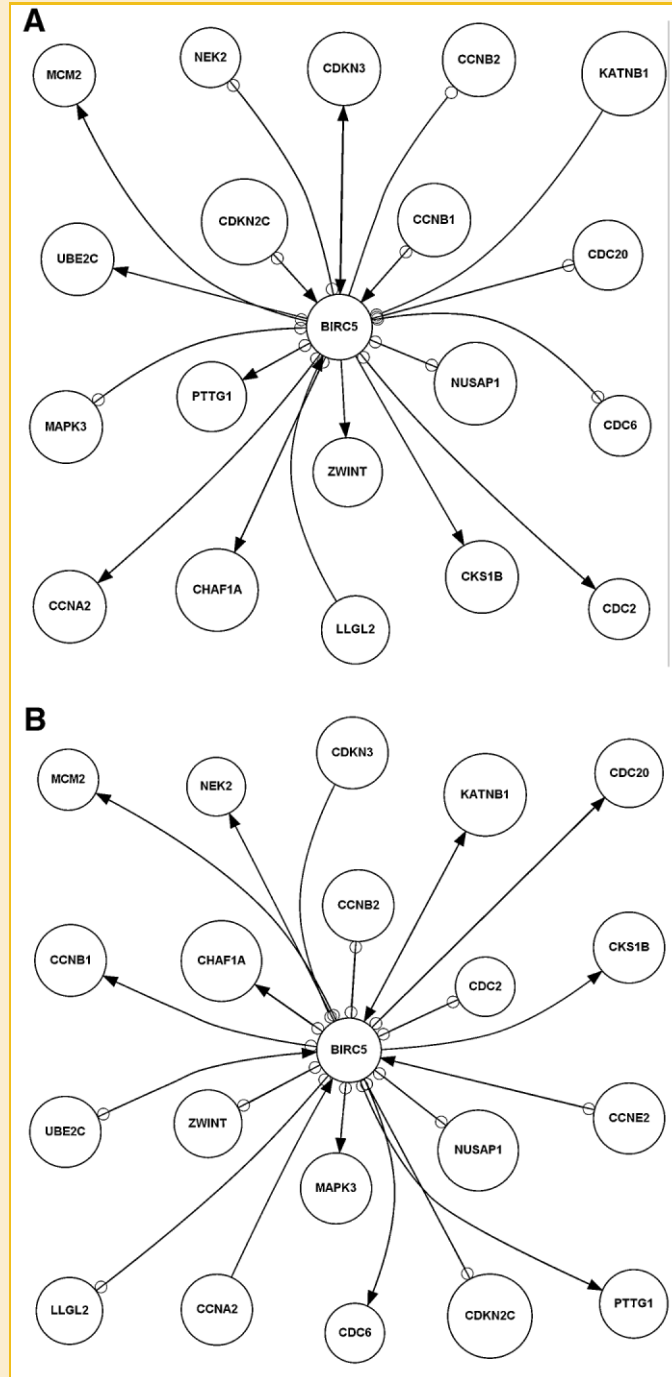 A
MCM2
NEK2
CDKN3
CCNB2
KATNB1
CDKN2C
CCNB1
UBE2C
CDC20
BIRC5
PTTG1
NUSAP1
MAPK3
CDC6
ZWINT
CCNA2
CHAF1A
LLGL2
CKS1B
CDC2
B
MCM2
NEK2
CDKN3
KATNB1
CDC20
CCNB2
CCNB1
CHAF1A
CDC2
CKS1B
BIRC5
UBE2C
ZWINT
NUSAP1
CCNE2
MAPK3
LLGL2
CCNA2
CDC6
CDKN2C
PTTG1